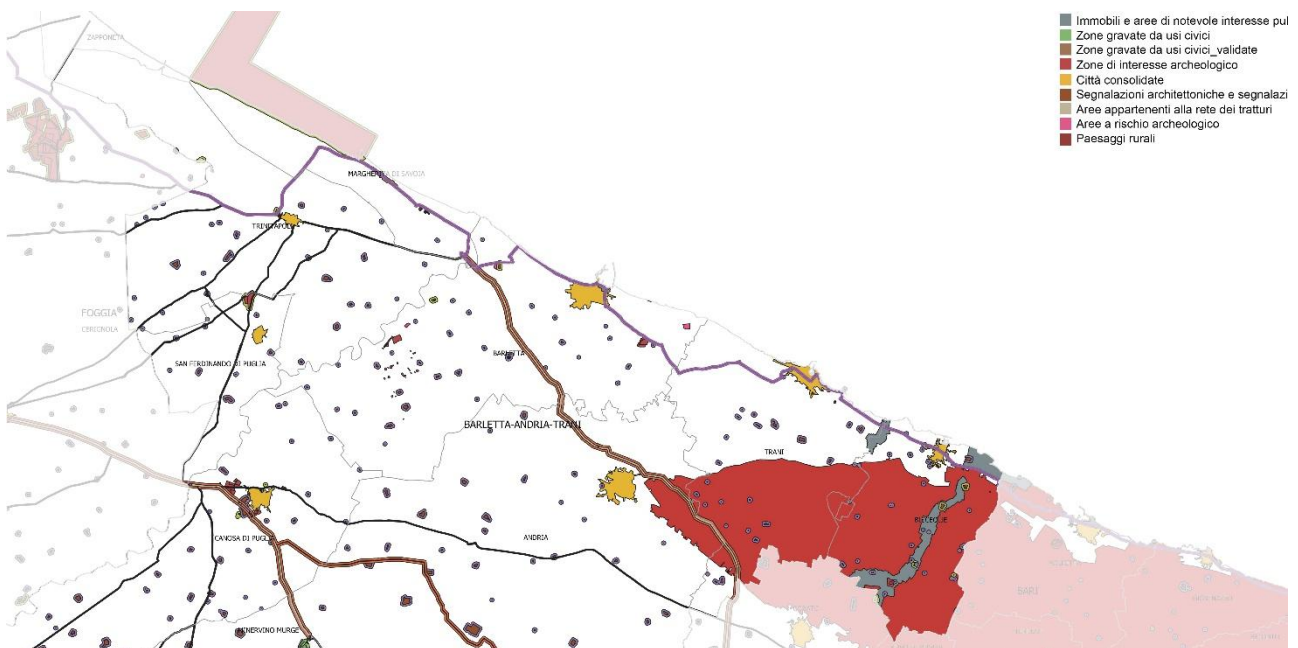 Immobili e aree di notevole interesse pul
Zone gravate da usi civici
Zone gravate da usi civici_validate
Zone di interesse archeologico
Città consolidate
Segnalazioni architettoniche e segnalazi
Aree appartenenti alla rete dei tratturi
Aree a rischio archeologico
Paesaggi rurali
ZAPPONETA
MARGHERITA DI SAVOIA
TRINITAPOLI
FOGGIA
CERIGNOLA
SAN FERDINANDO DI PUGLIA
BARLETTA
BARLETTA-ANDRIA-TRANI
TRANI
BISCEGLIE
CANOSA DI PUGLIA
ANDRIA
BARI
MINERVINO MURGE